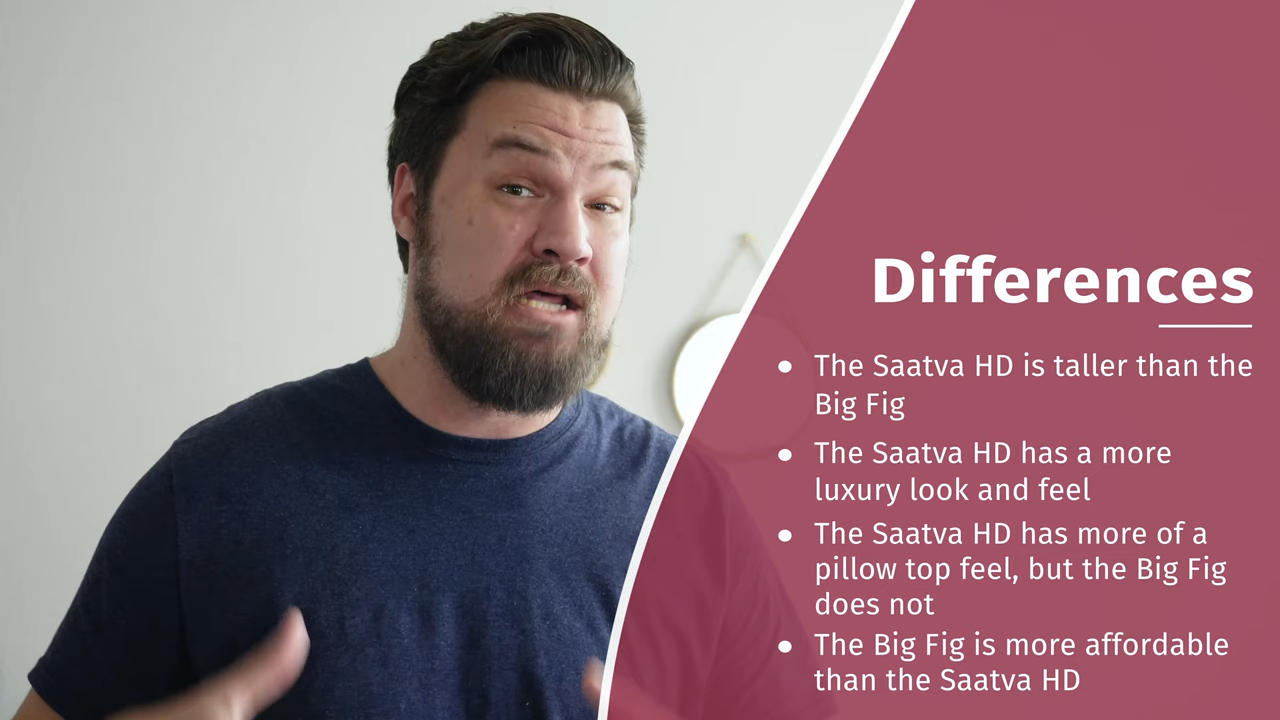 Differences
• The Saatva HD is taller than the
Big Fig
• The Saatva HD has a more
luxury look and feel
• The Saatva HD has more of a
pillow top feel, but the Big Fig
does not
• The Big Fig is more affordable
than the Saatva HD